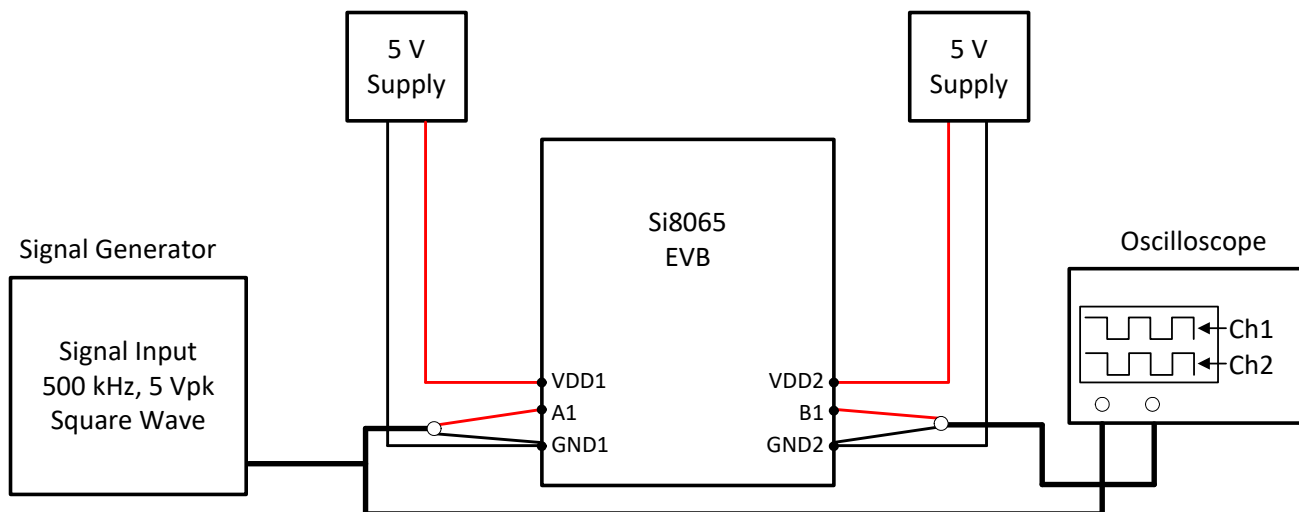 5 V
Supply
5 V
Supply
Si8065
EVB
Signal Generator
Oscilloscope
Signal Input
500 kHz, 5 Vpk
Square Wave
Ch1
Ch2
VDD1
VDD2
A1
B1
GND1
GND2